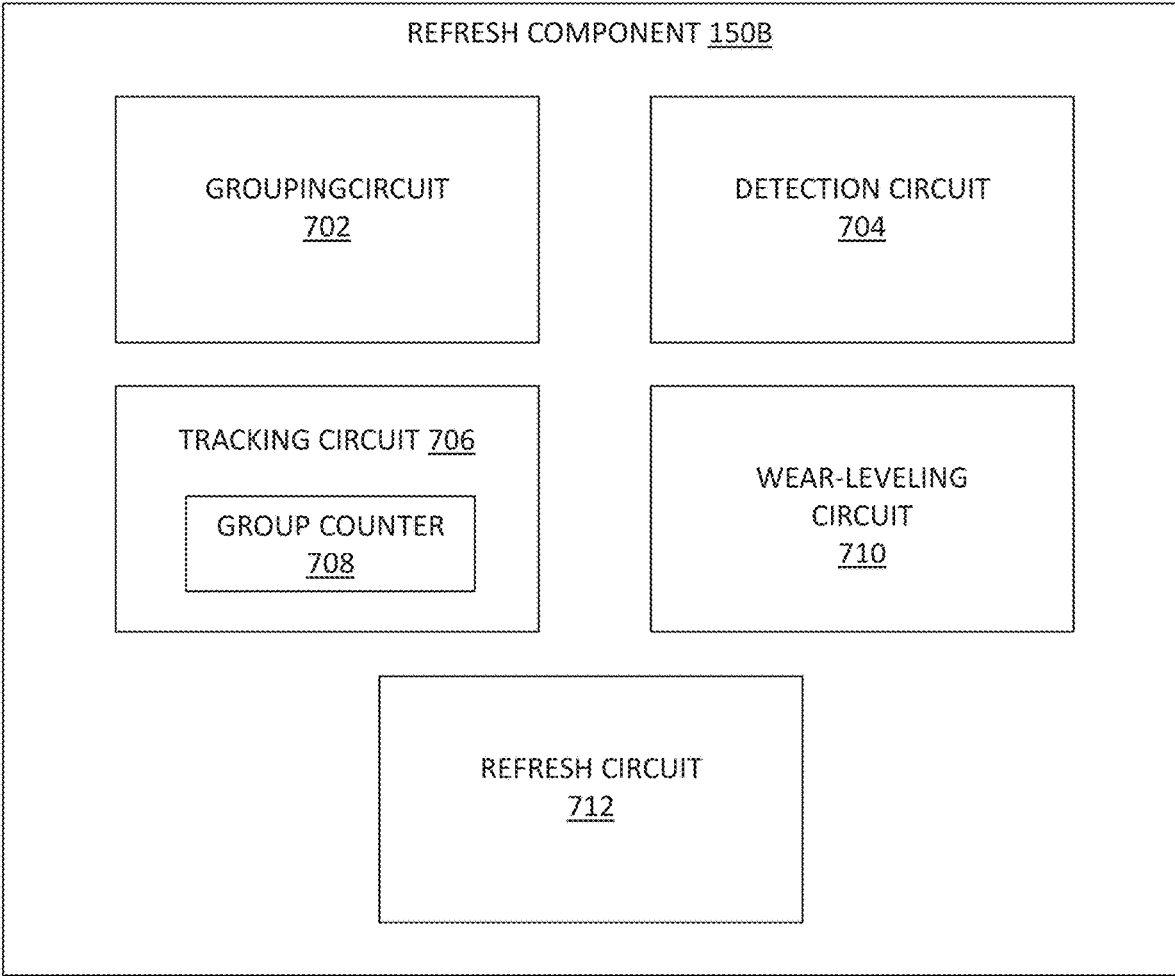 REFRESH COMPONENT 150B
GROUPINGCIRCUIT
702
DETECTION CIRCUIT
704
TRACKING CIRCUIT 706
GROUP COUNTER
708
WEAR-LEVELING
CIRCUIT
710
REFRESH CIRCUIT
712